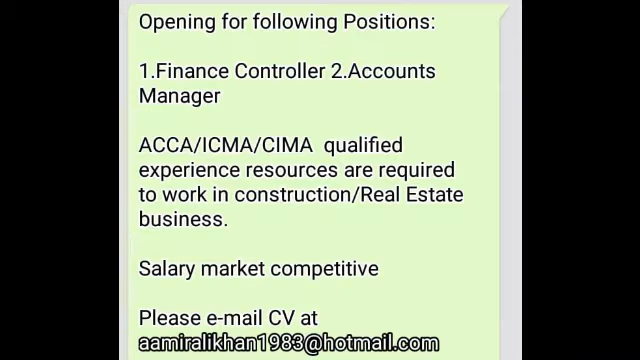 Opening for following Positions:
1.Finance Controller 2.Accounts
Manager
ACCA/ICMA/CIMA  qualified
experience resources are required
to work in construction/Real Estate
business.
Salary market competitive
Please e-mail CV at
aamiralikhan1983@hotmail.com